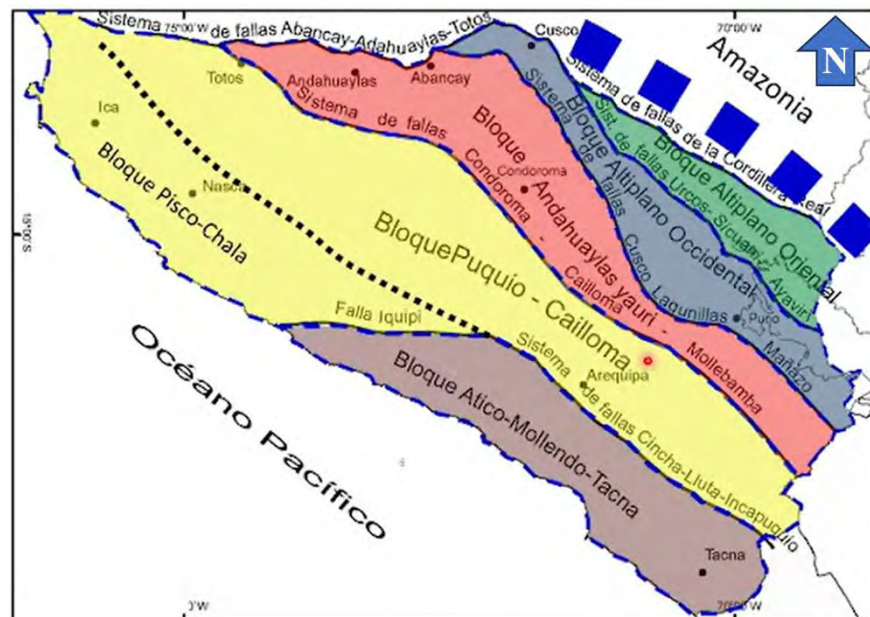 75°00'W
70°00'W
Sistema de fallas Abancay-Adahuaylas-Totos
Cusco
Amazonia
N
Sistema de fallas de la Cordillera Real
Totos
Andahuaylas
Abancay
Ica
Sistema de fallas Condoroma - Cailloma Mollebamba
Bloque Andahuaylas yauri -
Condoroma
Sistema de fallas Cusco Lagunillas Mañazo
Bloque Altiplano Occidental
Sist. de fallas Urcos- Sicuani Ayaviri
Bloque Altiplano Oriental
Nasca
Bloque Pisco-Chala
BloquePuquio - Cailloma
Puno
Falla Iquipi
Arequipa
Sistema de fallas Cincha-Lluta-Incapuquio
Bloque Atico-Mollendo-Tacna
Océano Pacífico
Tacna
70°0'W